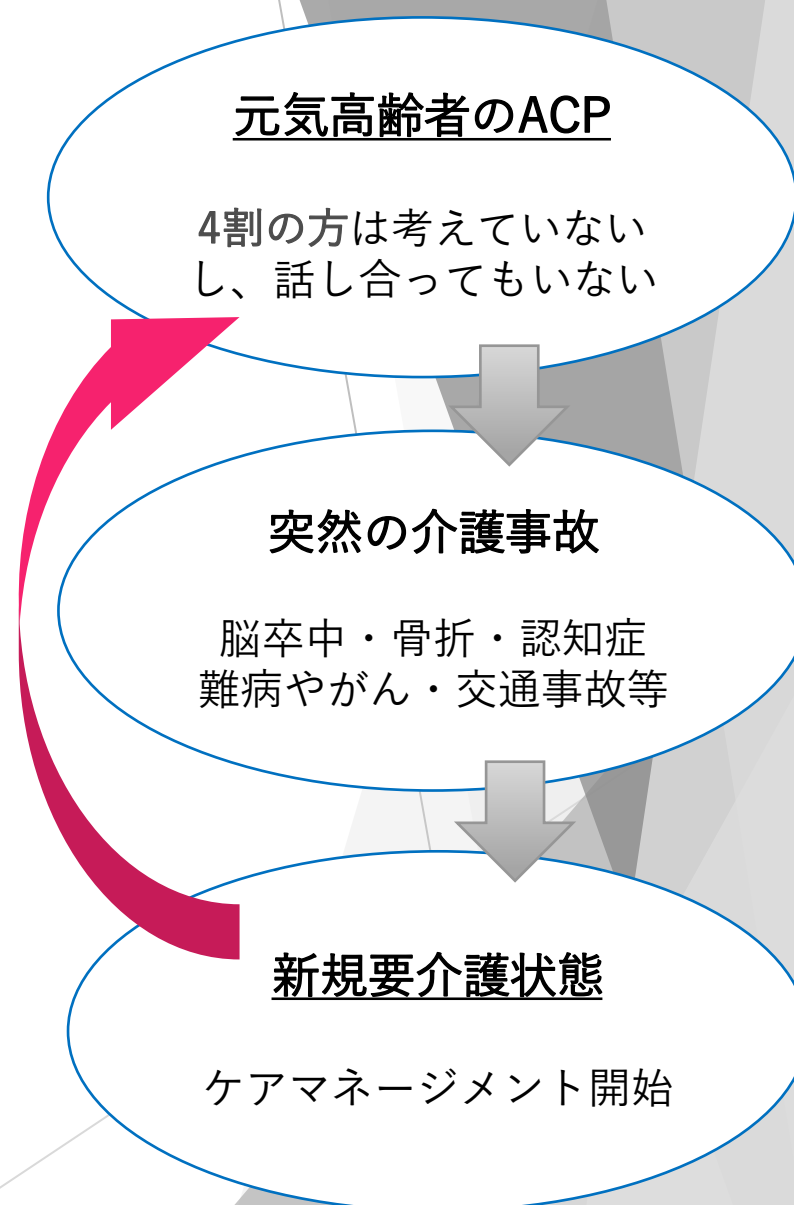 元気高齢者のACP
4割の方は考えていない
し、話し合ってもいない
突然の介護事故
脳卒中・骨折・認知症
難病やがん・交通事故等
新規要介護状態
ケアマネージメント開始